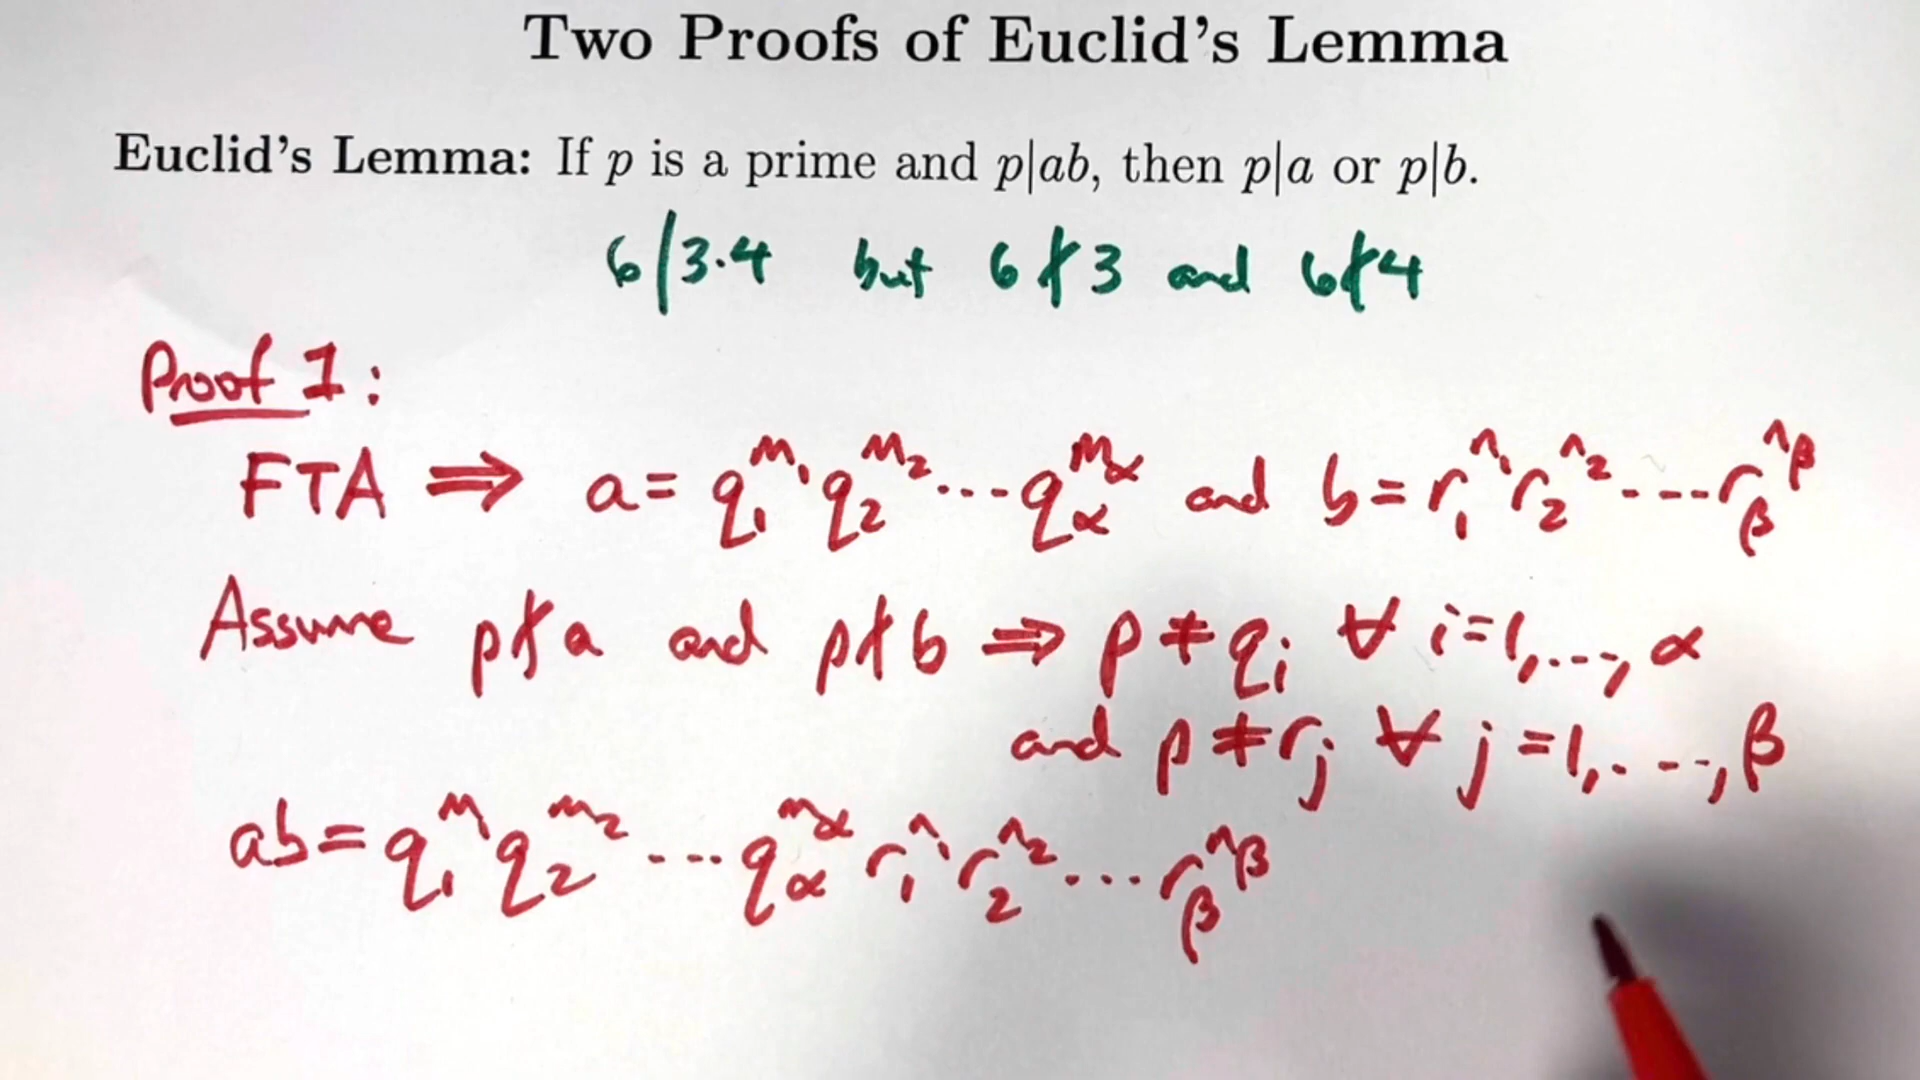 Two Proofs of Euclid's Lemma
Euclid's Lemma: If p is a prime and p|ab, then p|a or p|b.
6|3·4 but 6∤3 and 6∤4
Proof 1:
FTA ⇒ a = q₁^m₁ q₂^m₂ ··· q_α^m_α and b = r₁^n₁ r₂^n₂ ···· r_β^n_β
Assume p∤a and p∤b ⇒ p ≠ qᵢ ∀ i=1,...,α
and p ≠ rⱼ ∀ j=1,...,β
ab = q₁^m₁ q₂^m₂ ··· q_α^m_α r₁^n₁ r₂^n₂ ··· r_β^n_β